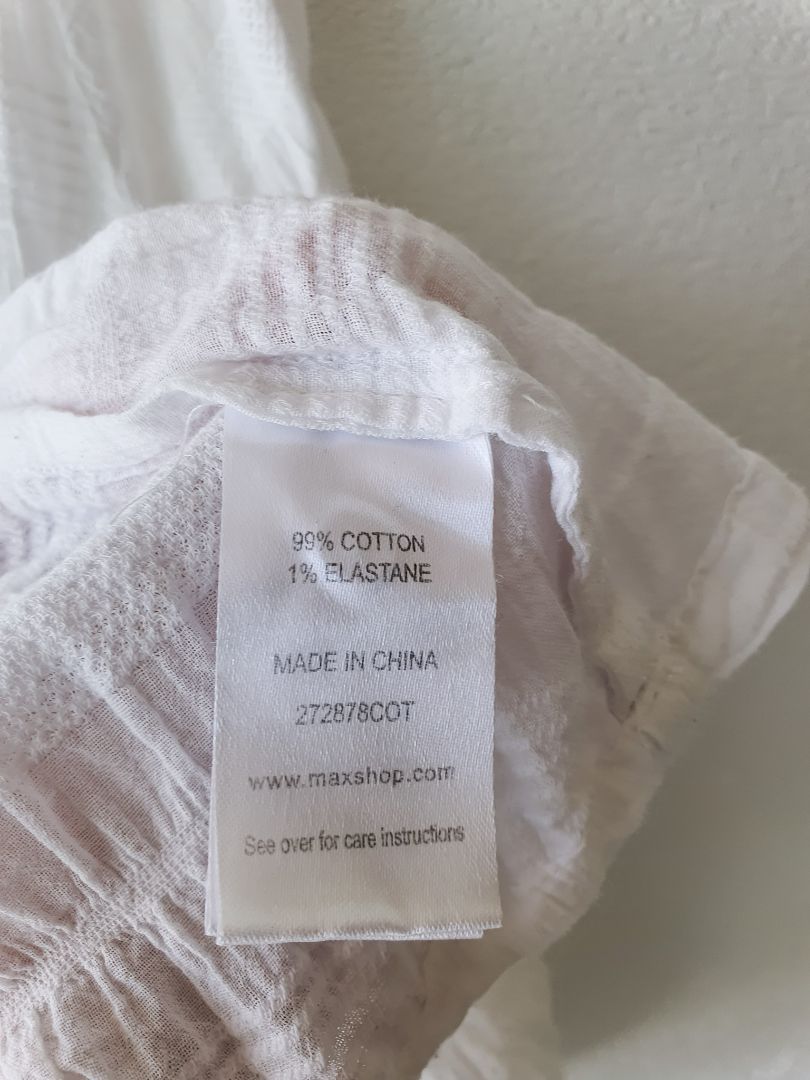 99% COTTON
1% ELASTANE
MADE IN CHINA
272878COT
www.maxshop.com
See over for care instructions